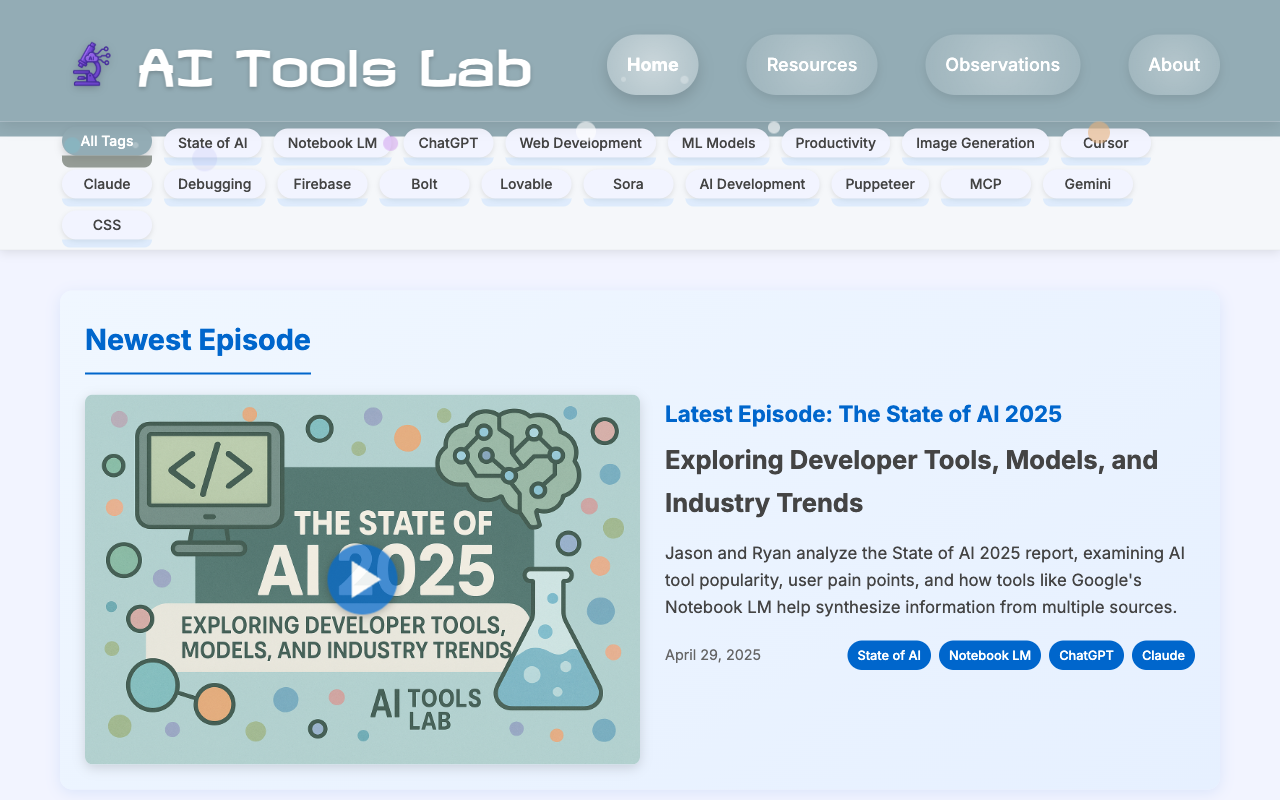 AI Tools Lab
Home
Resources
Observations
About
All Tags
State of AI
Notebook LM
ChatGPT
Web Development
ML Models
Productivity
Image Generation
Cursor
Claude
Debugging
Firebase
Bolt
Lovable
Sora
AI Development
Puppeteer
MCP
Gemini
CSS
Newest Episode
</>
THE STATE OF
AI 2025
EXPLORING DEVELOPER TOOLS,
MODELS, AND INDUSTRY TRENDS
AI TOOLS
LAB
Latest Episode: The State of AI 2025
Exploring Developer Tools, Models, and
Industry Trends
Jason and Ryan analyze the State of AI 2025 report, examining AI
tool popularity, user pain points, and how tools like Google's
Notebook LM help synthesize information from multiple sources.
April 29, 2025
State of AI
Notebook LM
ChatGPT
Claude